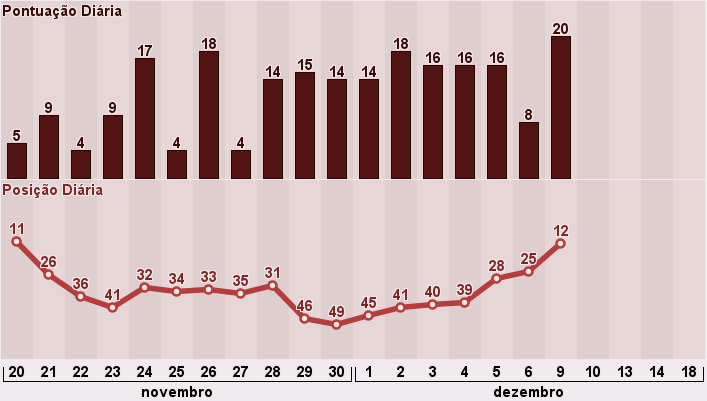 Pontuação Diária
5 9 4 9 17 4 18 4 14 15 14 14 18 16 16 16 8 20
Posição Diária
11 26 36 41 32 34 33 35 31 46 49 45 41 40 39 28 25 12
20 21 22 23 24 25 26 27 28 29 30 1 2 3 4 5 6 9 10 13 14 18
novembro dezembro